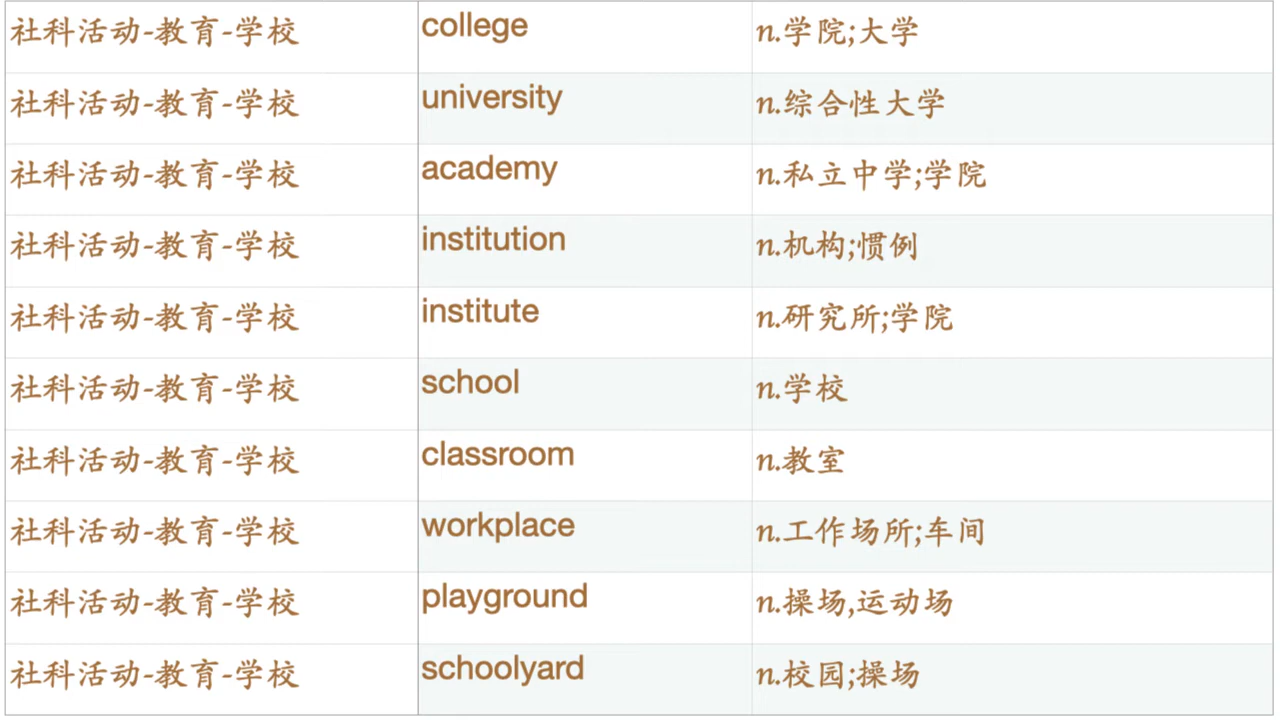 社科活动-教育-学校 college n.学院;大学
社科活动-教育-学校 university n.综合性大学
社科活动-教育-学校 academy n.私立中学;学院
社科活动-教育-学校 institution n.机构;惯例
社科活动-教育-学校 institute n.研究所;学院
社科活动-教育-学校 school n.学校
社科活动-教育-学校 classroom n.教室
社科活动-教育-学校 workplace n.工作场所;车间
社科活动-教育-学校 playground n.操场,运动场
社科活动-教育-学校 schoolyard n.校园;操场